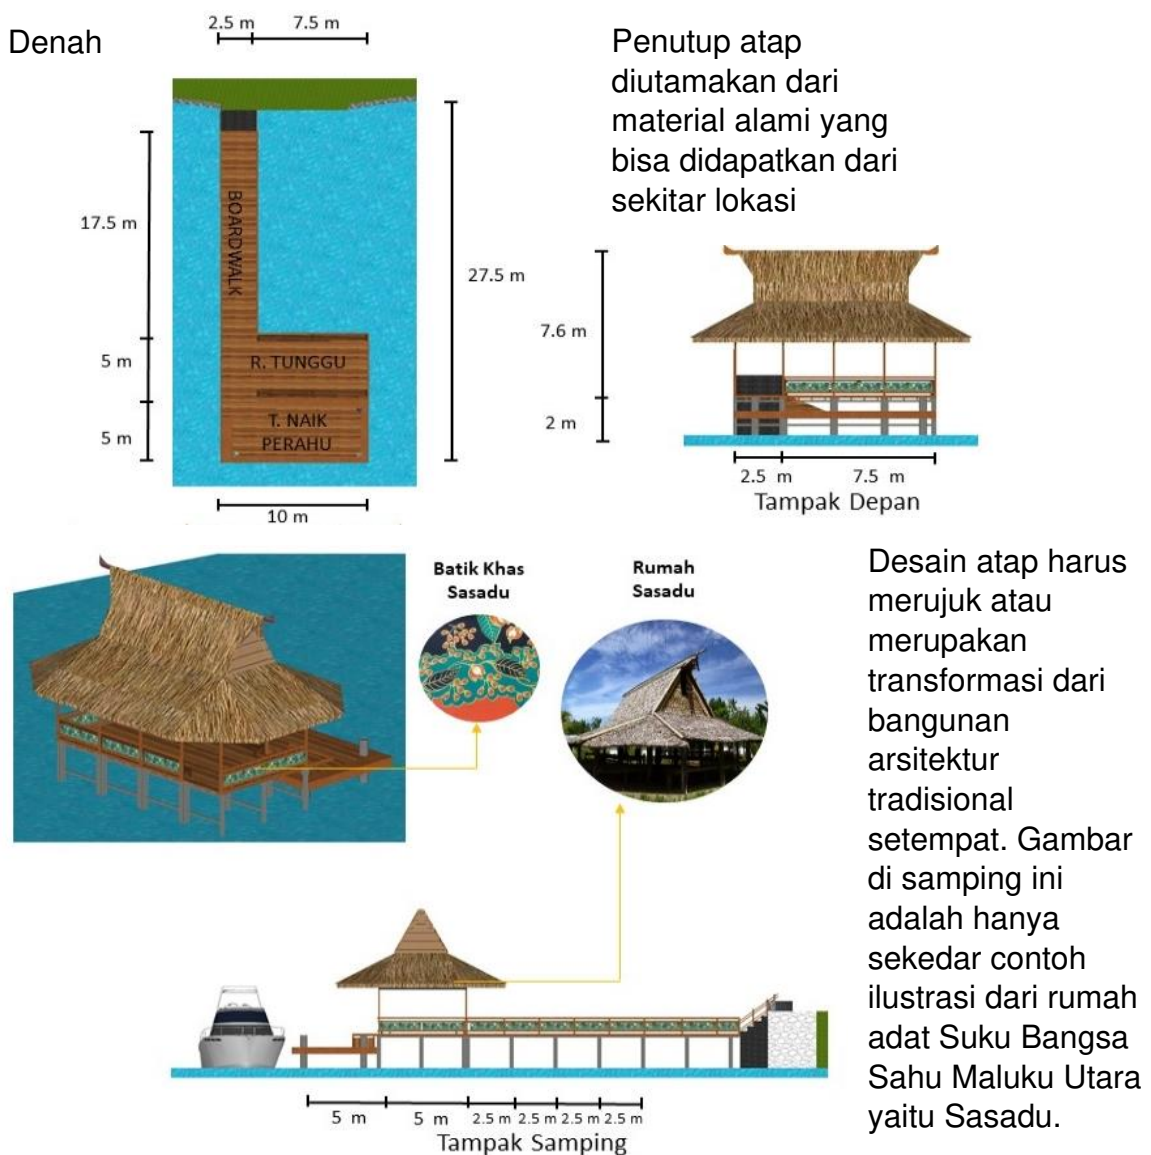 Denah
2.5 m
7.5 m
17.5 m
5 m
5 m
27.5 m
10 m
BOARDWALK
R. TUNGGU
T. NAIK
PERAHU
Penutup atap
diutamakan dari
material alami yang
bisa didapatkan dari
sekitar lokasi
7.6 m
2 m
2.5 m
7.5 m
Tampak Depan
Batik Khas
Sasadu
Rumah
Sasadu
Desain atap harus
merujuk atau
merupakan
transformasi dari
bangunan
arsitektur
tradisional
setempat. Gambar
di samping ini
adalah hanya
sekedar contoh
ilustrasi dari rumah
adat Suku Bangsa
Sahu Maluku Utara
yaitu Sasadu.
5 m
5 m
2.5 m
2.5 m
2.5 m
2.5 m
Tampak Samping